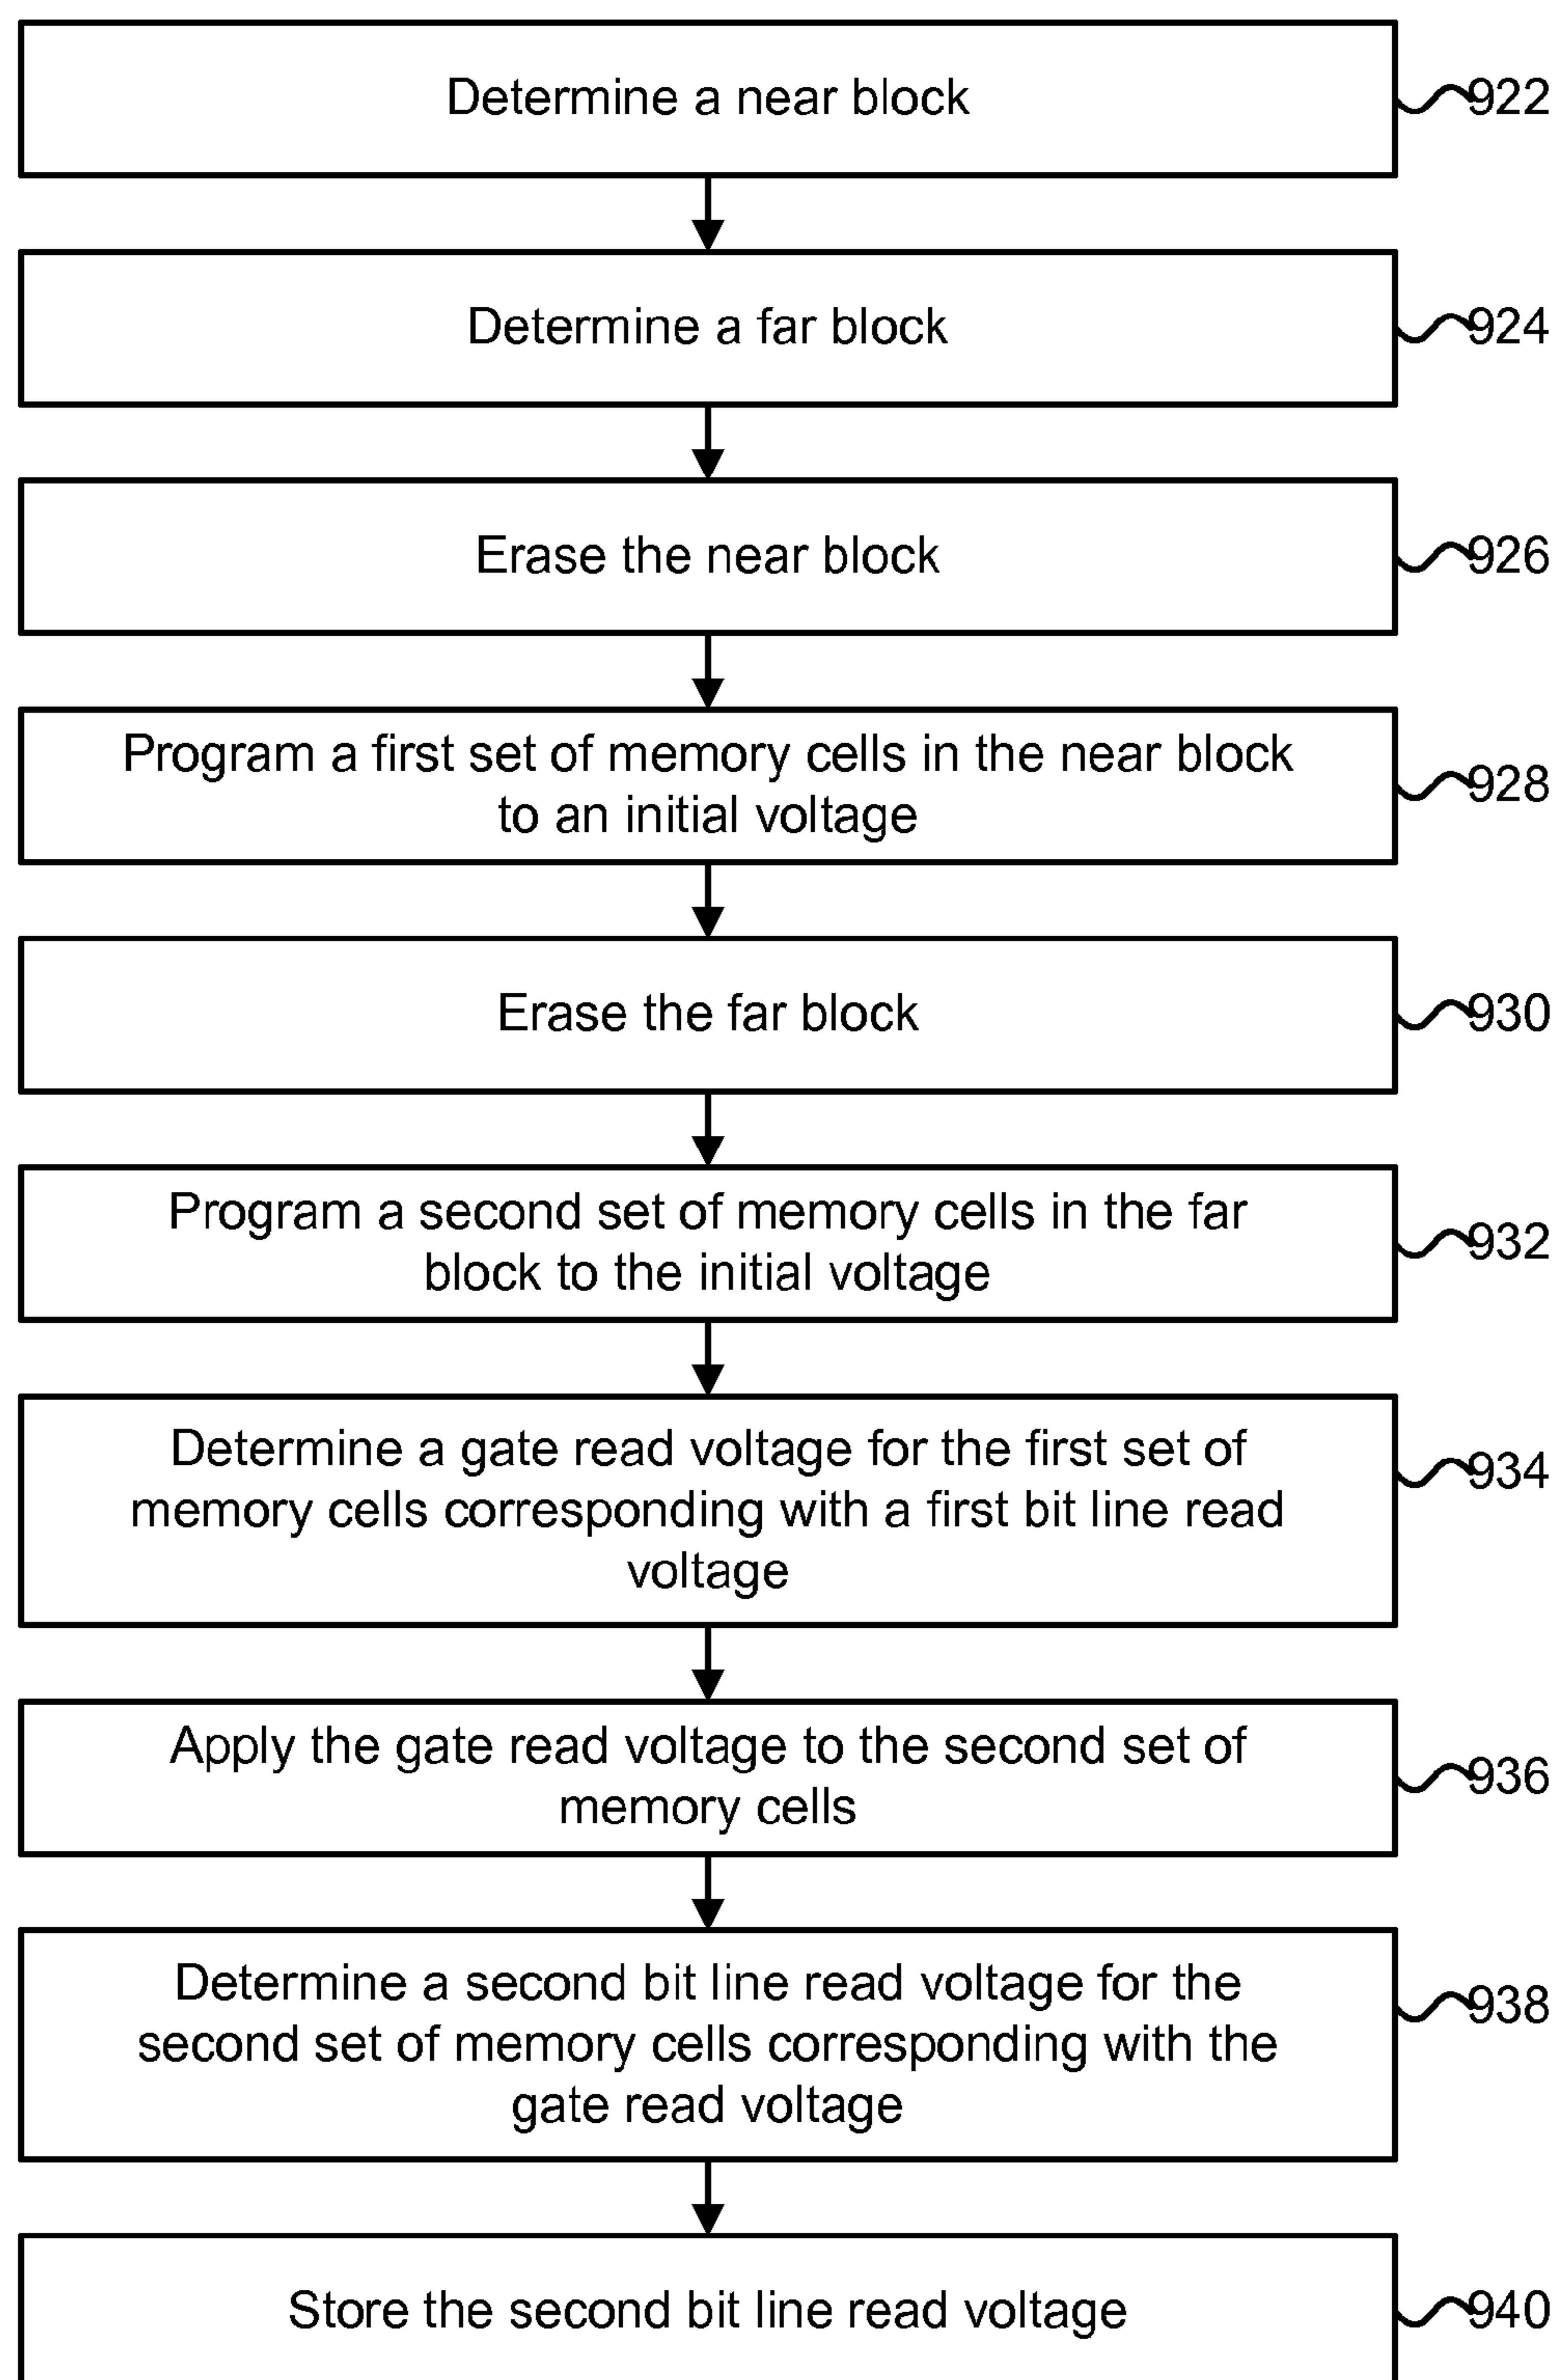 Determine a near block
922
Determine a far block
924
Erase the near block
926
Program a first set of memory cells in the near block
to an initial voltage
928
Erase the far block
930
Program a second set of memory cells in the far
block to the initial voltage
932
Determine a gate read voltage for the first set of
memory cells corresponding with a first bit line read
voltage
934
Apply the gate read voltage to the second set of
memory cells
936
Determine a second bit line read voltage for the
second set of memory cells corresponding with the
gate read voltage
938
Store the second bit line read voltage
940